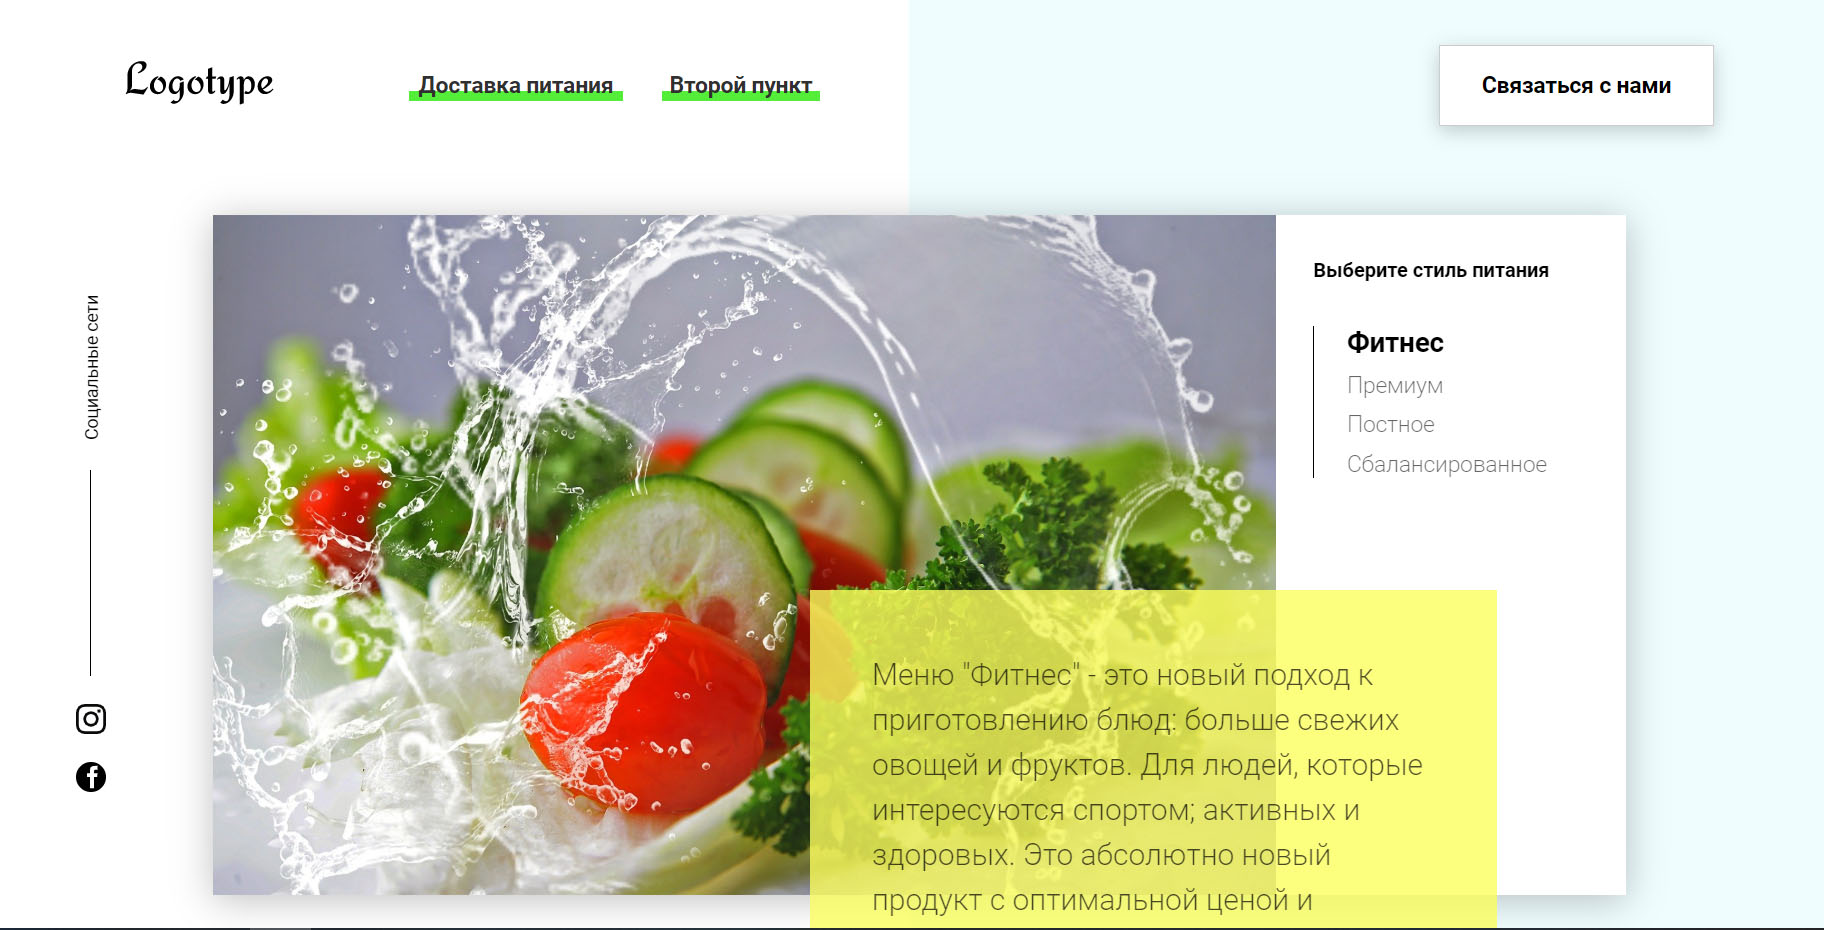 Logotype
Доставка питания
Второй пункт
Связаться с нами
Социальные сети
Выберите стиль питания
Фитнес
Премиум
Постное
Сбалансированное
Меню "Фитнес" - это новый подход к
приготовлению блюд: больше свежих
овощей и фруктов. Для людей, которые
интересуются спортом; активных и
здоровых. Это абсолютно новый
продукт с оптимальной ценой и